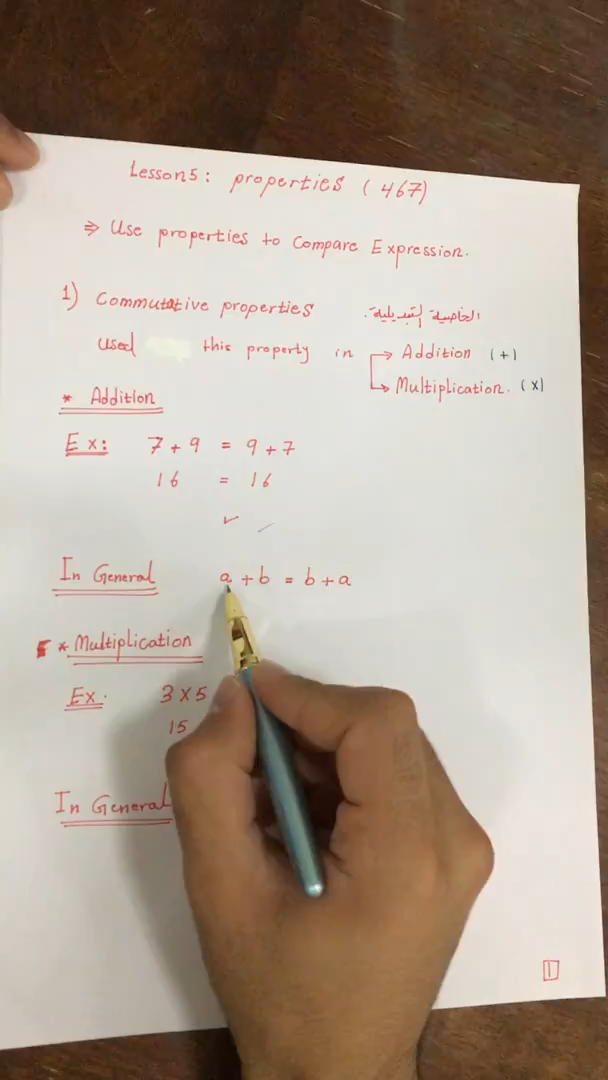 Lesson5: properties (467)
⇒ Use properties to Compare Expression.
1) Commutative properties الخاصية التبديلية.
used this property in → Addition (+)
→ Multiplication. (x)
* Addition
Ex: 7 + 9 = 9 + 7
16 = 16
✓
In General a + b = b + a
* Multiplication
Ex. 3 x 5
15
In General
1